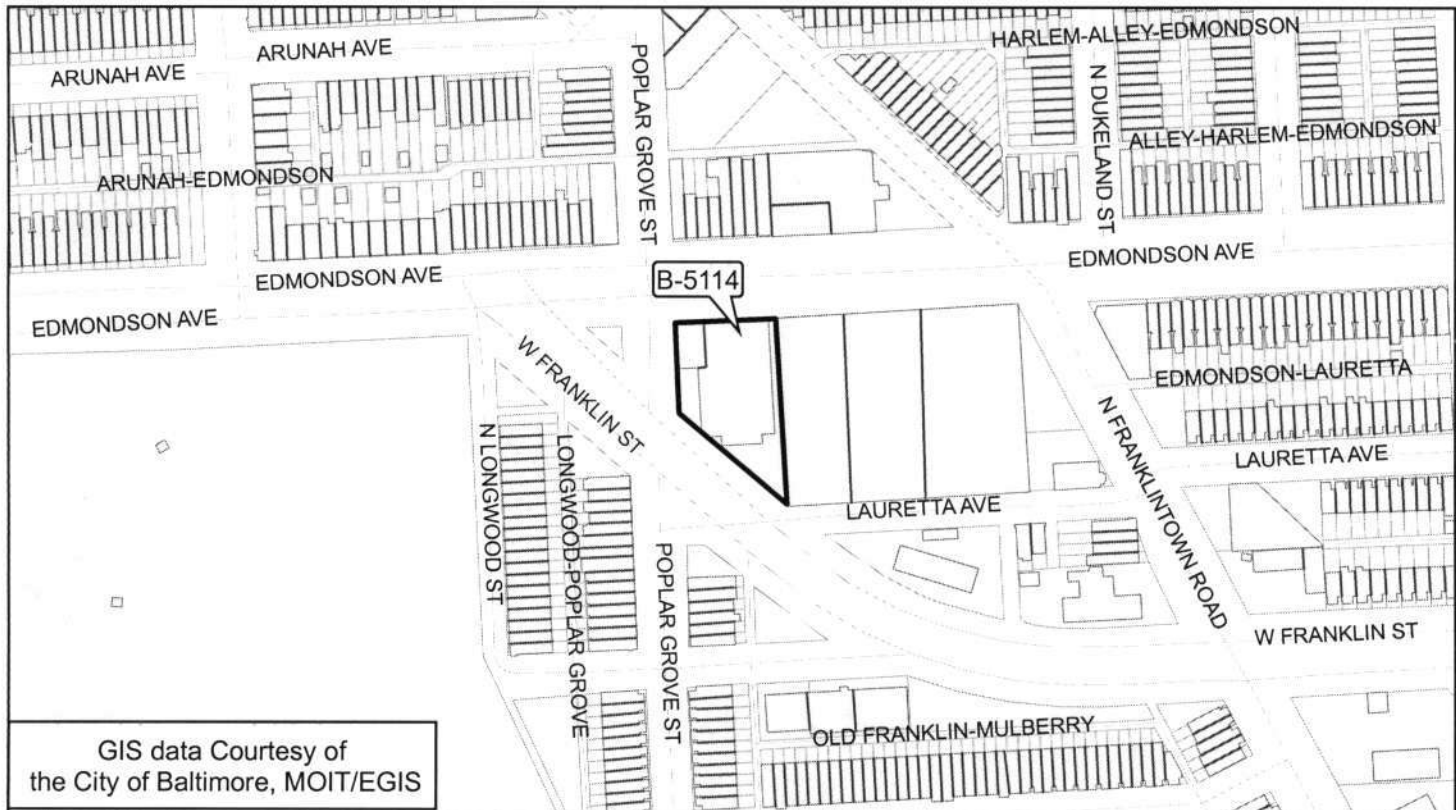 ARUNAH AVE
HARLEM-ALLEY-EDMONDSON
ARUNAH AVE
POPLAR GROVE ST
N DUKELAND ST
ALLEY-HARLEM-EDMONDSON
ARUNAH-EDMONDSON
EDMONDSON AVE
EDMONDSON AVE
B-5114
EDMONDSON AVE
W FRANKLIN ST
EDMONDSON-LAURETTA
N LONGWOOD ST
LONGWOOD-POPLAR GROVE
N FRANKLINTOWN ROAD
LAURETTA AVE
LAURETTA AVE
POPLAR GROVE ST
W FRANKLIN ST
OLD FRANKLIN-MULBERRY
GIS data Courtesy of
the City of Baltimore, MOIT/EGIS